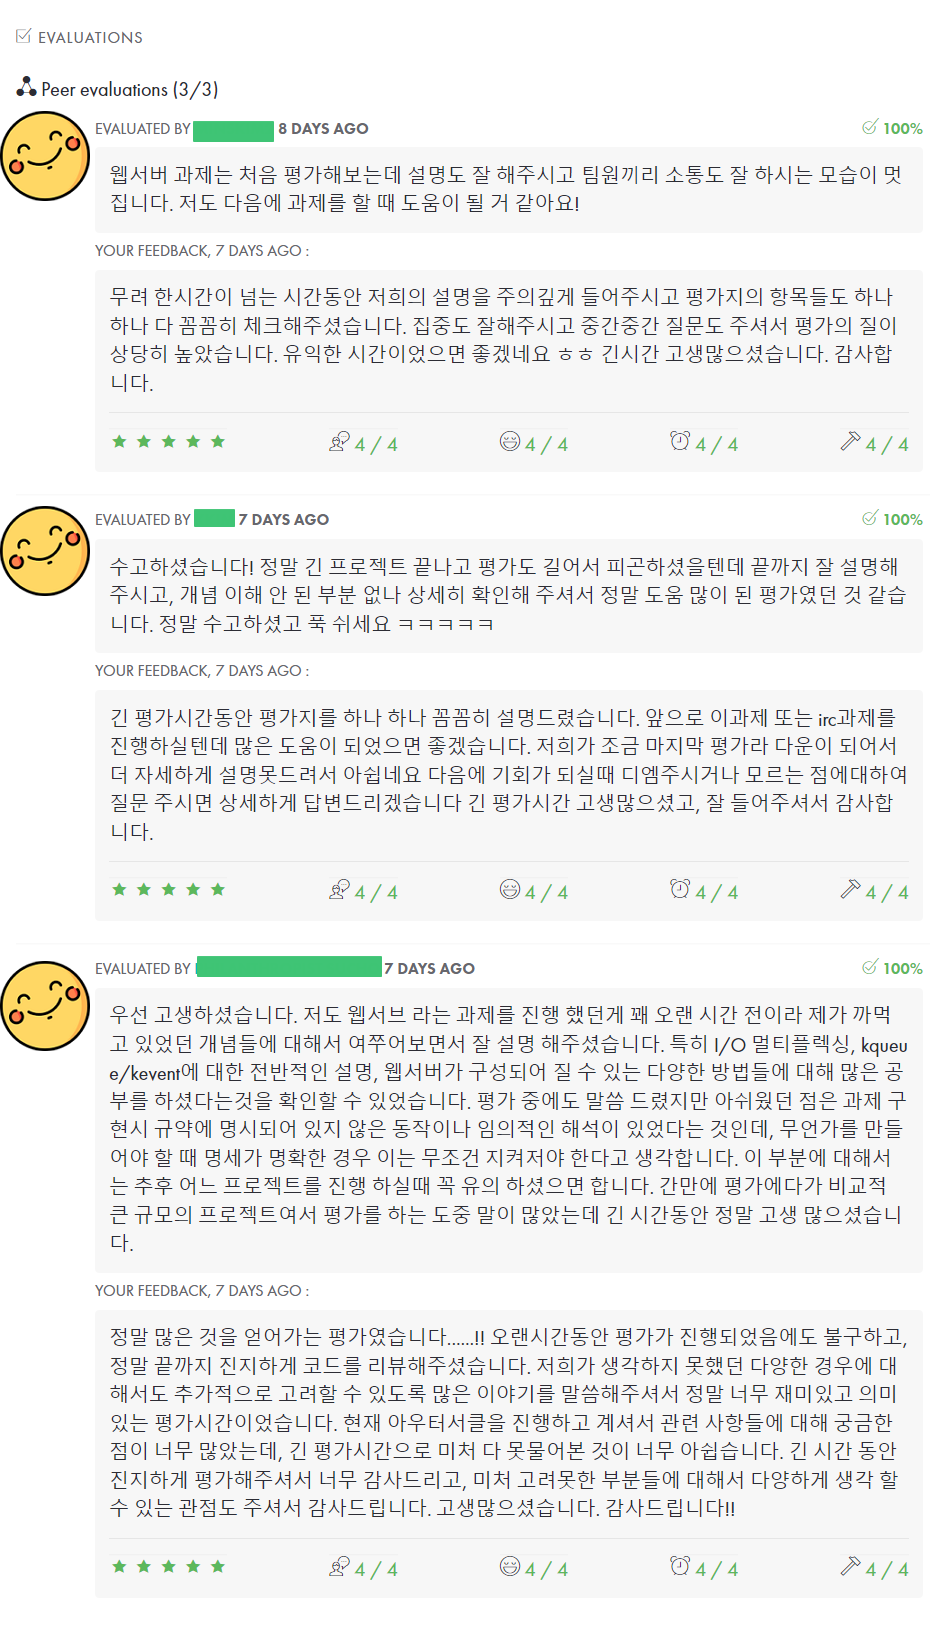 EVALUATIONS
Peer evaluations (3/3)
EVALUATED BY 8 DAYS AGO 100%
웹서버 과제는 처음 평가해보는데 설명도 잘 해주시고 팀원끼리 소통도 잘 하시는 모습이 멋
집니다. 저도 다음에 과제를 할 때 도움이 될 거 같아요!
YOUR FEEDBACK, 7 DAYS AGO :
무려 한시간이 넘는 시간동안 저희의 설명을 주의깊게 들어주시고 평가지의 항목들도 하나
하나 다 꼼꼼히 체크해주셨습니다. 집중도 잘해주시고 중간중간 질문도 주셔서 평가의 질이
상당히 높았습니다. 유익한 시간이었으면 좋겠네요 ㅎㅎ 긴시간 고생많으셨습니다. 감사합
니다.
4 / 4 4 / 4 4 / 4 4 / 4
EVALUATED BY 7 DAYS AGO 100%
수고하셨습니다! 정말 긴 프로젝트 끝나고 평가도 길어서 피곤하셨을텐데 끝까지 잘 설명해
주시고, 개념 이해 안 된 부분 없나 상세히 확인해 주셔서 정말 도움 많이 된 평가였던 것 같습
니다. 정말 수고하셨고 푹 쉬세요 ㅋㅋㅋㅋㅋ
YOUR FEEDBACK, 7 DAYS AGO :
긴 평가시간동안 평가지를 하나 하나 꼼꼼히 설명드렸습니다. 앞으로 이과제 또는 irc과제를
진행하실텐데 많은 도움이 되었으면 좋겠습니다. 저희가 조금 마지막 평가라 다운이 되어서
더 자세하게 설명못드려서 아쉽네요 다음에 기회가 되실때 디엠주시거나 모르는 점에대하여
질문 주시면 상세하게 답변드리겠습니다 긴 평가시간 고생많으셨고, 잘 들어주셔서 감사합
니다.
4 / 4 4 / 4 4 / 4 4 / 4
EVALUATED BY 7 DAYS AGO 100%
우선 고생하셨습니다. 저도 웹서브 라는 과제를 진행 했던게 꽤 오랜 시간 전이라 제가 까먹
고 있었던 개념들에 대해서 여쭈어보면서 잘 설명 해주셨습니다. 특히 I/O 멀티플렉싱, kqueu
e/kevent에 대한 전반적인 설명, 웹서버가 구성되어 질 수 있는 다양한 방법들에 대해 많은 공
부를 하셨다는것을 확인할 수 있었습니다. 평가 중에도 말씀 드렸지만 아쉬웠던 점은 과제 구
현시 규약에 명시되어 있지 않은 동작이나 임의적인 해석이 있었다는 것인데, 무언가를 만들
어야 할 때 명세가 명확한 경우 이는 무조건 지켜져야 한다고 생각합니다. 이 부분에 대해서
는 추후 어느 프로젝트를 진행 하실때 꼭 유의 하셨으면 합니다. 간만에 평가에다가 비교적
큰 규모의 프로젝트여서 평가를 하는 도중 말이 많았는데 긴 시간동안 정말 고생 많으셨습니
다.
YOUR FEEDBACK, 7 DAYS AGO :
정말 많은 것을 얻어가는 평가였습니다......!! 오랜시간동안 평가가 진행되었음에도 불구하고,
정말 끝까지 진지하게 코드를 리뷰해주셨습니다. 저희가 생각하지 못했던 다양한 경우에 대
해서도 추가적으로 고려할 수 있도록 많은 이야기를 말씀해주셔서 정말 너무 재미있고 의미
있는 평가시간이었습니다. 현재 아우터서클을 진행하고 계셔서 관련 사항들에 대해 궁금한
점이 너무 많았는데, 긴 평가시간으로 미처 다 못물어본 것이 너무 아쉽습니다. 긴 시간 동안
진지하게 평가해주셔서 너무 감사드리고, 미처 고려못한 부분들에 대해서 다양하게 생각 할
수 있는 관점도 주셔서 감사드립니다. 고생많으셨습니다. 감사드립니다!!
4 / 4 4 / 4 4 / 4 4 / 4